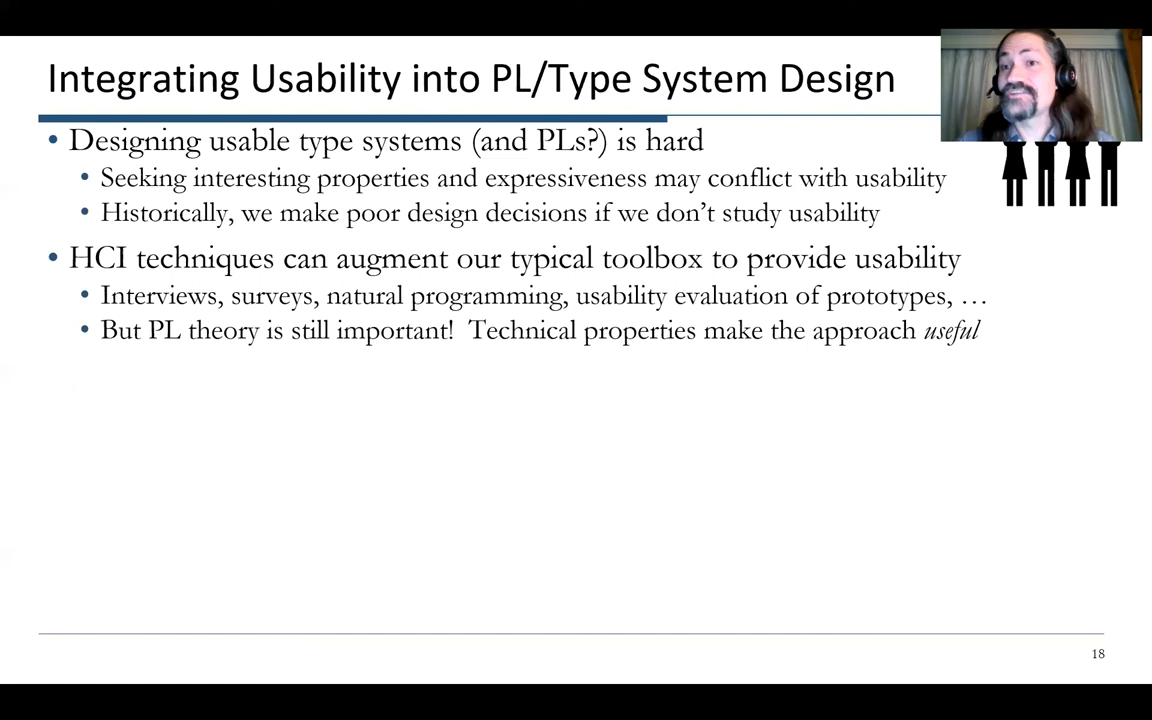 Integrating Usability into PL/Type System Design
• Designing usable type systems (and PLs?) is hard
• Seeking interesting properties and expressiveness may conflict with usability
• Historically, we make poor design decisions if we don’t study usability
• HCI techniques can augment our typical toolbox to provide usability
• Interviews, surveys, natural programming, usability evaluation of prototypes, …
• But PL theory is still important! Technical properties make the approach useful
18